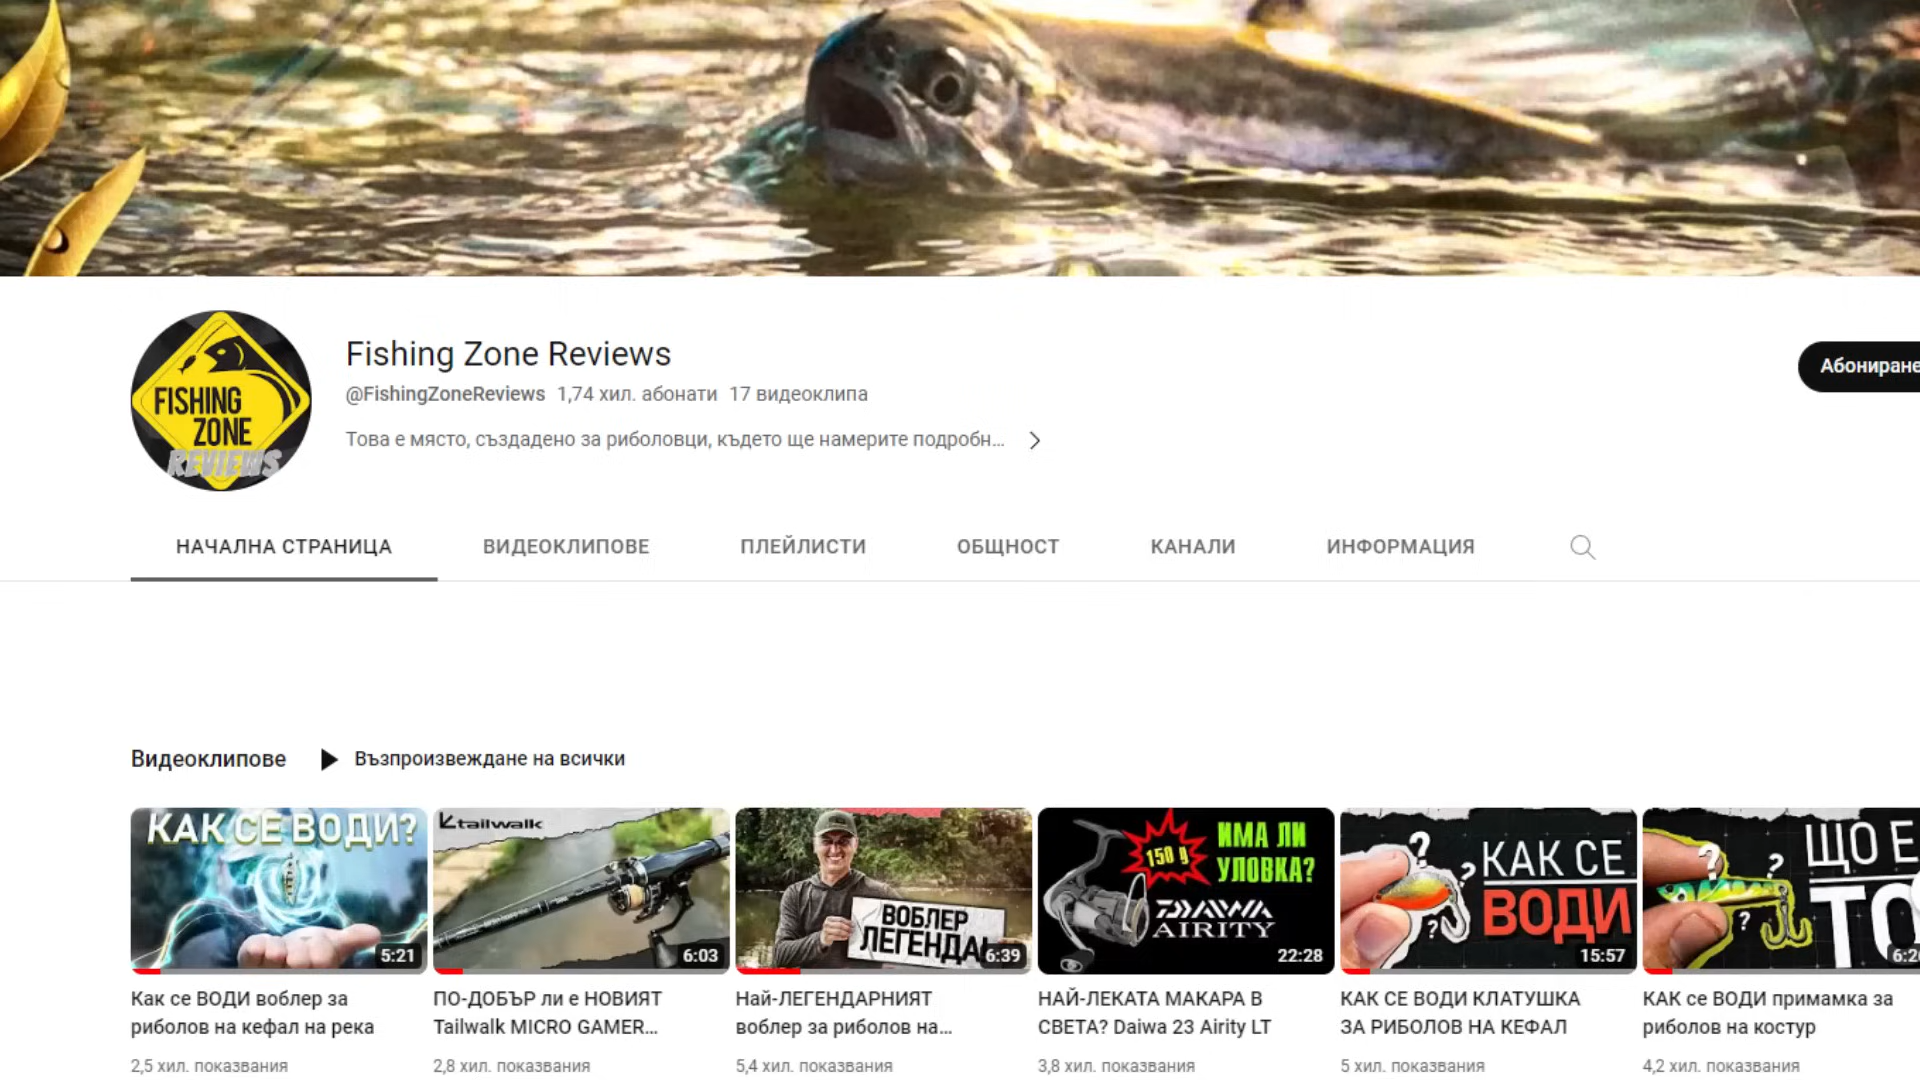 Fishing Zone Reviews
@FishingZoneReviews 1,74 хил. абонати 17 видеоклипа
Това е място, създадено за риболовци, където ще намерите подробн...
Абониране
FISHING
ZONE
REVIEWS
НАЧАЛНА СТРАНИЦА ВИДЕОКЛИПОВЕ ПЛЕЙЛИСТИ ОБЩНОСТ КАНАЛИ ИНФОРМАЦИЯ
Видеоклипове Възпроизвеждане на всички
КАК СЕ ВОДИ?
5:21
Как се ВОДИ воблер за
риболов на кефал на река
2,5 хил. показвания
tailwalk
6:03
ПО-ДОБЪР ли е НОВИЯТ
Tailwalk MICRO GAMER...
2,8 хил. показвания
ВОБЛЕР
ЛЕГЕНДА!
6:39
Най-ЛЕГЕНДАРНИЯТ
воблер за риболов на...
5,4 хил. показвания
150 g
ИМА ЛИ
УЛОВКА?
DAIWA
AIRITY
22:28
НАЙ-ЛЕКАТА МАКАРА В
СВЕТА? Daiwa 23 Airity LT
3,8 хил. показвания
? ? ?
КАК СЕ
ВОДИ
15:57
КАК СЕ ВОДИ КЛАТУШКА
ЗА РИБОЛОВ НА КЕФАЛ
5 хил. показвания
? ? ?
ЩО Е
ТО
КАК се ВОДИ примамка за
риболов на костур
4,2 хил. показвания